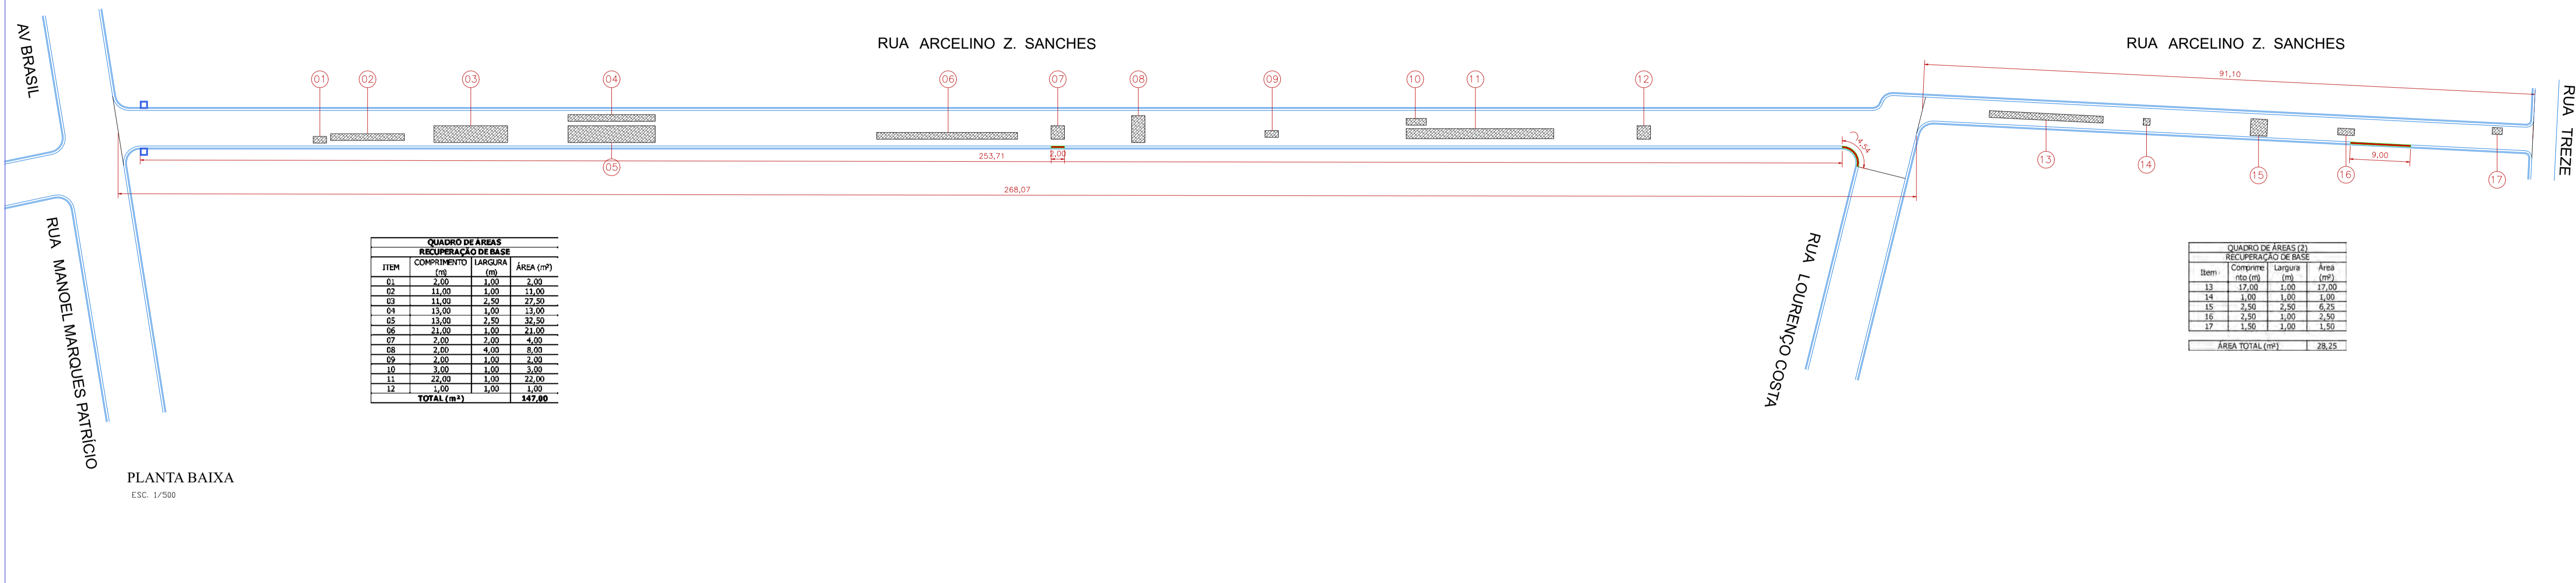 RUA ARCELINO Z. SANCHES
RUA ARCELINO Z. SANCHES
AV BRASIL
RUA TREZE
01
02
03
04
06
07
08
09
10
11
12
91,10
253,71
2,00
4,54
05
13
14
15
16
17
9,00
268,07
RUA MANOEL MARQUES PATRÍCIO
RUA LOURENÇO COSTA
QUADRO DE ÁREAS
RECUPERAÇÃO DE BASE
ITEM COMPRIMENTO (m) LARGURA (m) ÁREA (m²)
01 2,00 1,00 2,00
02 11,00 1,00 11,00
03 11,00 2,50 27,50
04 13,00 1,00 13,00
05 13,00 2,50 32,50
06 21,00 1,00 21,00
07 2,00 2,00 4,00
08 2,00 4,00 8,00
09 2,00 1,00 2,00
10 3,00 1,00 3,00
11 22,00 1,00 22,00
12 1,00 1,00 1,00
TOTAL (m²) 147,00
QUADRO DE ÁREAS (2)
RECUPERAÇÃO DE BASE
Item Comprime nto (m) Largura (m) Área (m²)
13 17,00 1,00 17,00
14 1,00 1,00 1,00
15 2,50 2,50 6,25
16 2,50 1,00 2,50
17 1,50 1,00 1,50
ÁREA TOTAL (m²) 28,25
PLANTA BAIXA
ESC. 1/500